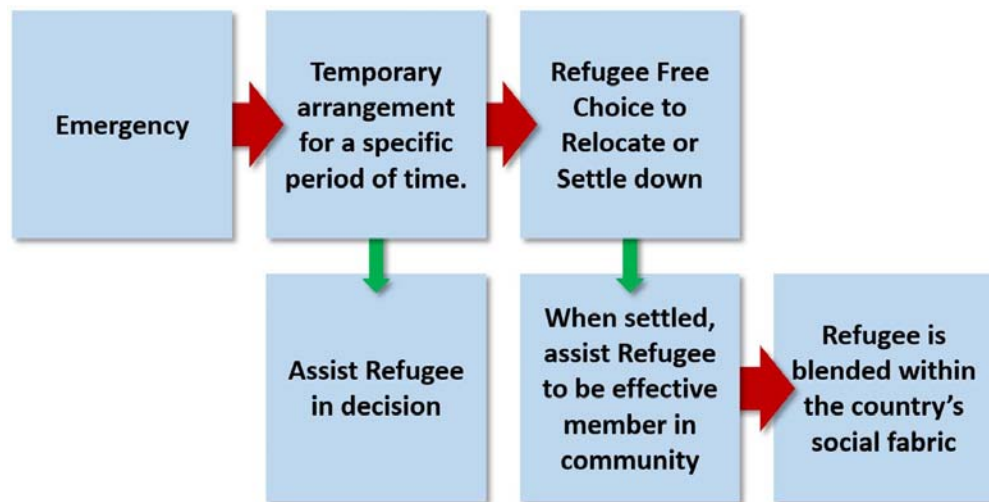 Emergency
Temporary
arrangement
for a specific
period of time.
Refugee Free
Choice to
Relocate or
Settle down
Assist Refugee
in decision
When settled,
assist Refugee
to be effective
member in
community
Refugee is
blended within
the country’s
social fabric